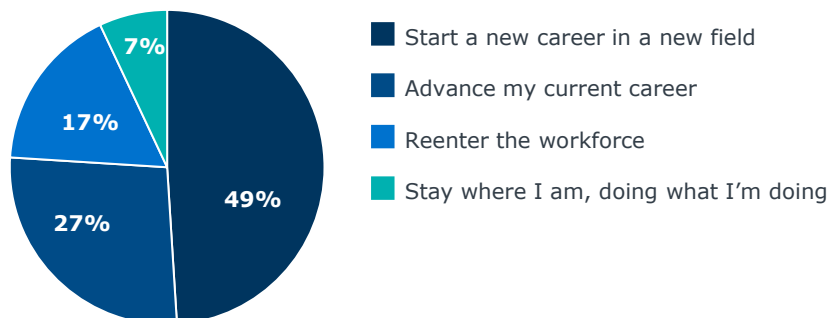 7%
17%
27%
49%
Start a new career in a new field
Advance my current career
Reenter the workforce
Stay where I am, doing what I’m doing